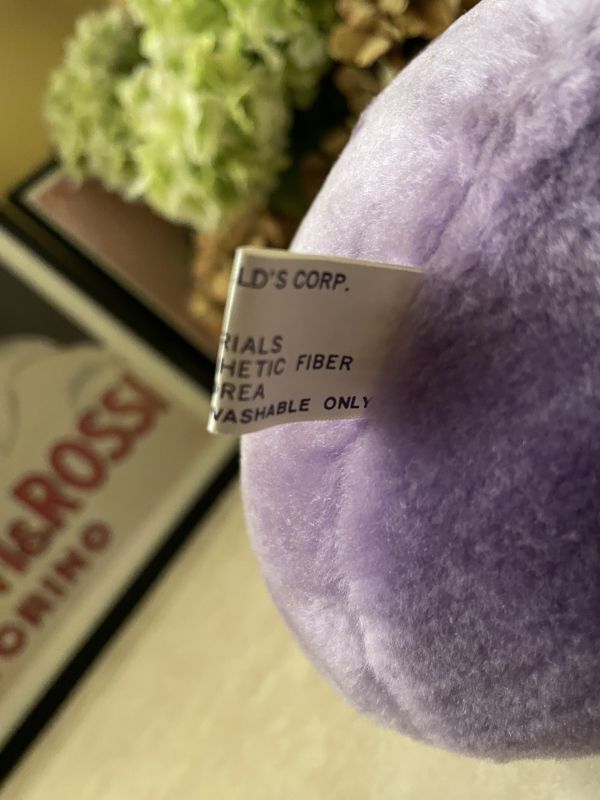 LD'S CORP.
RIALS
HETIC FIBER
REA
WASHABLE ONLY
I&ROSSI
ORINO